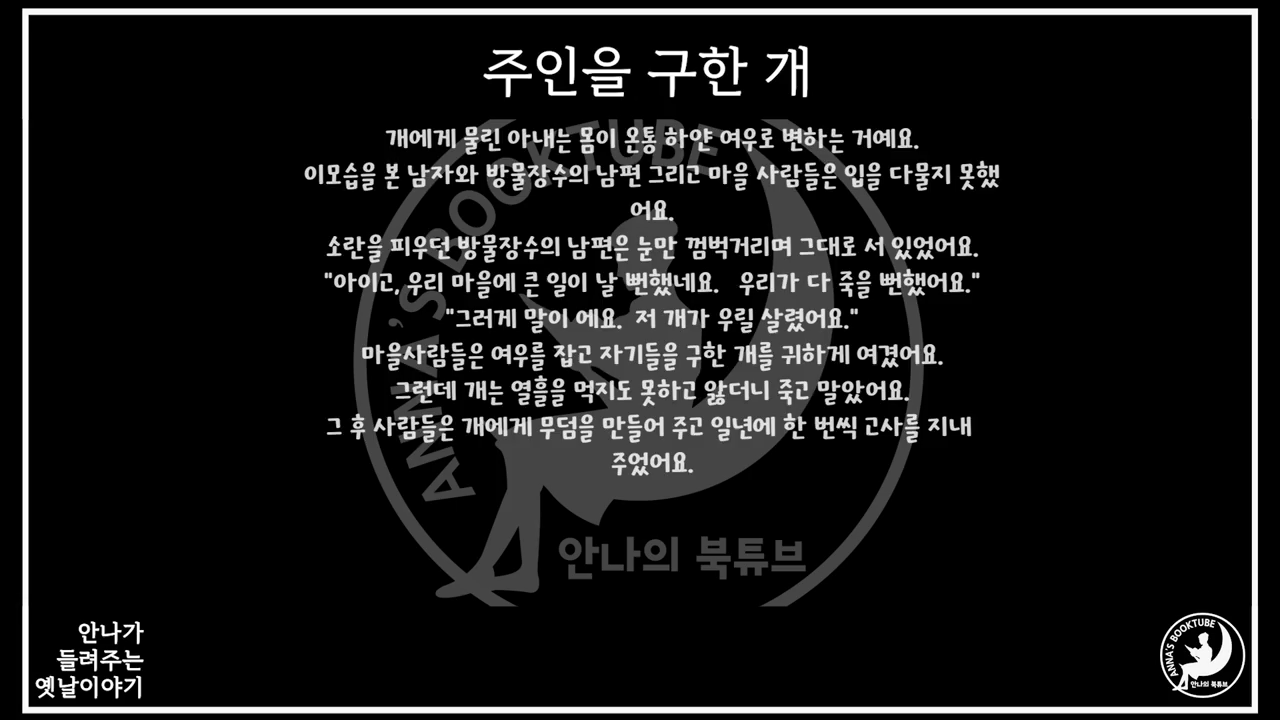 주인을 구한 개
개에게 물린 아내는 몸이 온통 하얀 여우로 변하는 거예요.
이모습을 본 남자와 방물장수의 남편 그리고 마을 사람들은 입을 다물지 못했
어요.
소란을 피우던 방물장수의 남편은 눈만 껌벅거리며 그대로 서 있었어요.
"아이고, 우리 마을에 큰 일이 날 뻔했네요. 우리가 다 죽을 뻔했어요."
"그러게 말이 에요. 저 개가 우릴 살렸어요."
마을사람들은 여우를 잡고 자기들을 구한 개를 귀하게 여겼어요.
그런데 개는 열흘을 먹지도 못하고 앓더니 죽고 말았어요.
그 후 사람들은 개에게 무덤을 만들어 주고 일년에 한 번씩 고사를 지내
주었어요.
ANNA'S BOOKTUBE
안나의 북튜브
안나가
들려주는
옛날이야기
ANNA'S BOOKTUBE
안나의 북튜브